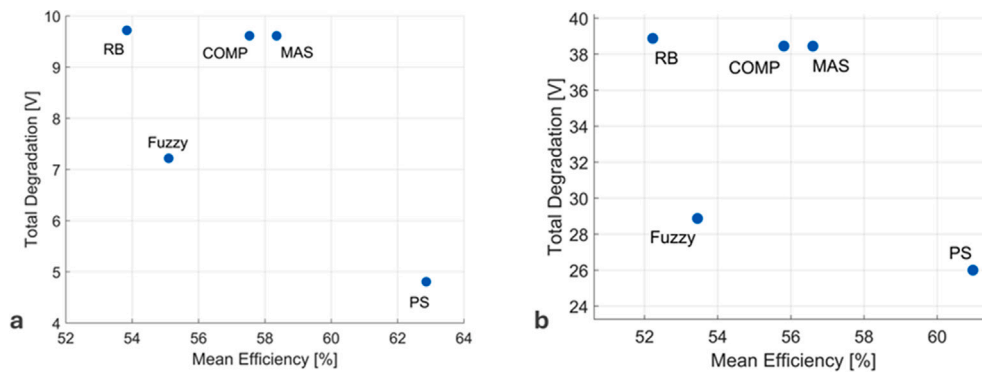 10
9
8
7
6
5
4
Total Degradation [V]
RB
COMP
MAS
Fuzzy
PS
52
54
56
58
60
62
64
Mean Efficiency [%]
a
40
38
36
34
32
30
28
26
24
Total Degradation [V]
RB
COMP
MAS
Fuzzy
PS
52
54
56
58
60
Mean Efficiency [%]
b